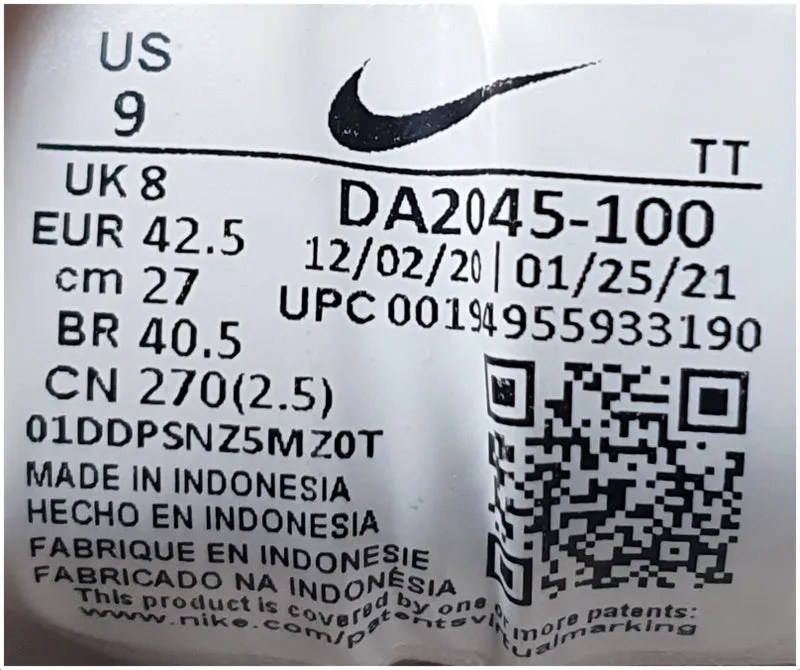 US
9
TT
UK 8
EUR 42.5
cm 27
BR 40.5
CN 270(2.5)
DA2045-100
12/02/20 | 01/25/21
UPC 00194955933190
01DDPSNZ5MZ0T
MADE IN INDONESIA
HECHO EN INDONESIA
FABRIQUE EN INDONESIE
FABRICADO NA INDONÉSIA
This product is covered by one or more patents:
www.nike.com/patentsvirtualmarking